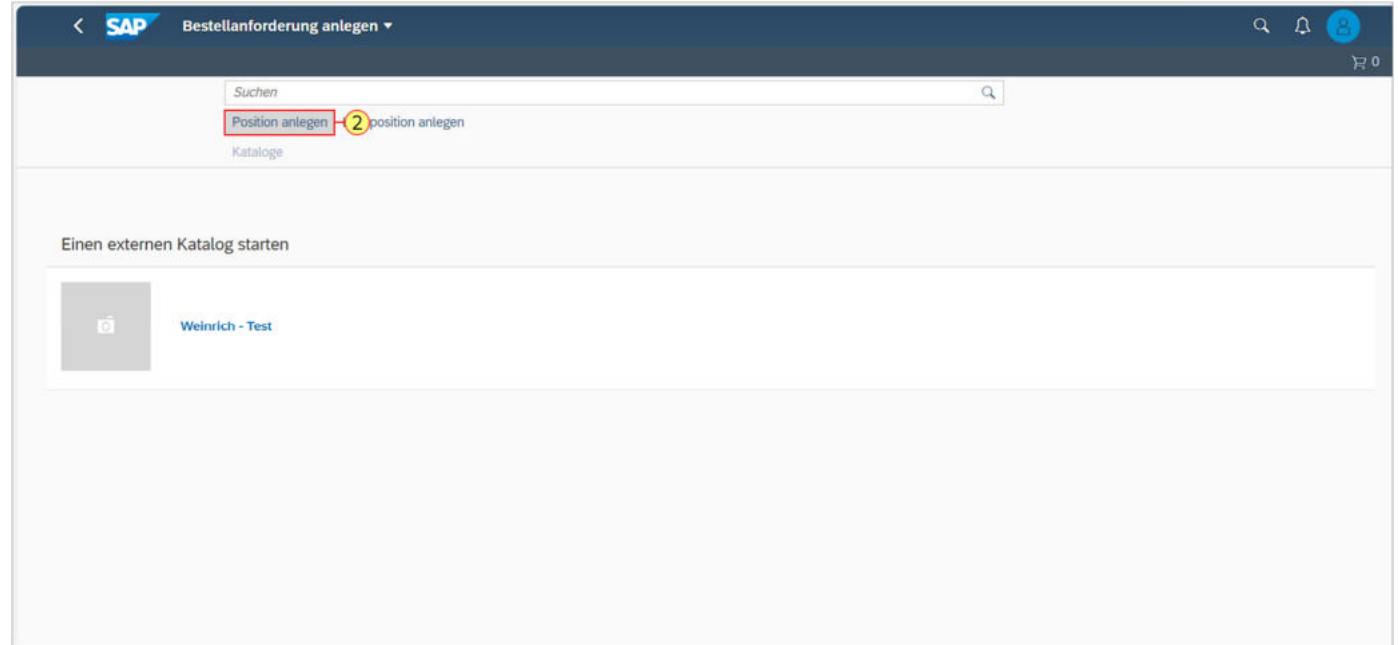 SAP Bestellanforderung anlegen
0
Suchen
Position anlegen 2 position anlegen
Kataloge
Einen externen Katalog starten
Weinrich - Test